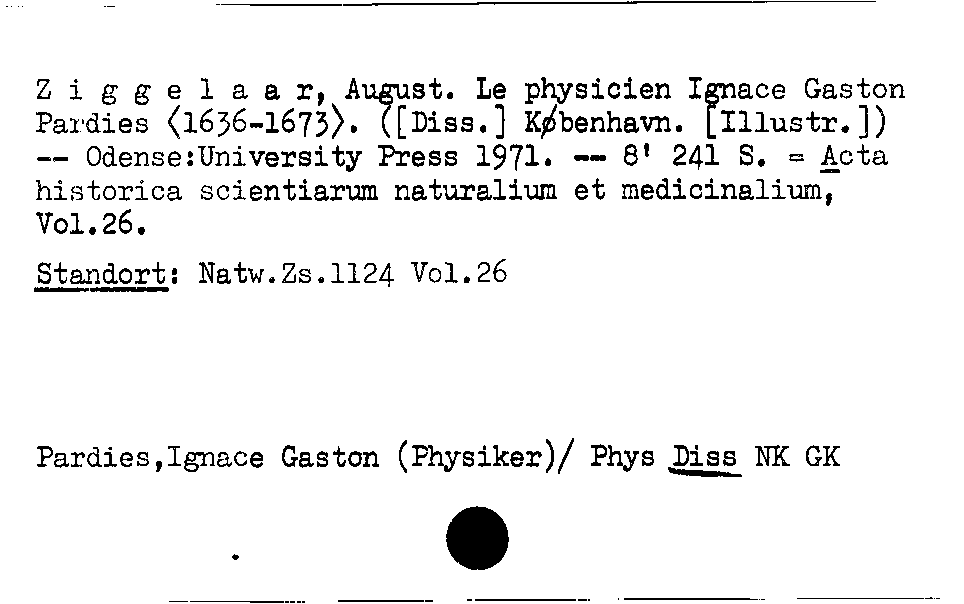 Z i g g e l a a r, August. Le physicien Ignace Gaston
Pardies ⟨1636-1673⟩. ([Diss.] København. [Illustr.])
-- Odense:University Press 1971. -- 8' 241 S. = Acta
historica scientiarum naturalium et medicinalium,
Vol.26.
Standort: Natw.Zs.1124 Vol.26
Pardies,Ignace Gaston (Physiker)/ Phys Diss NK GK